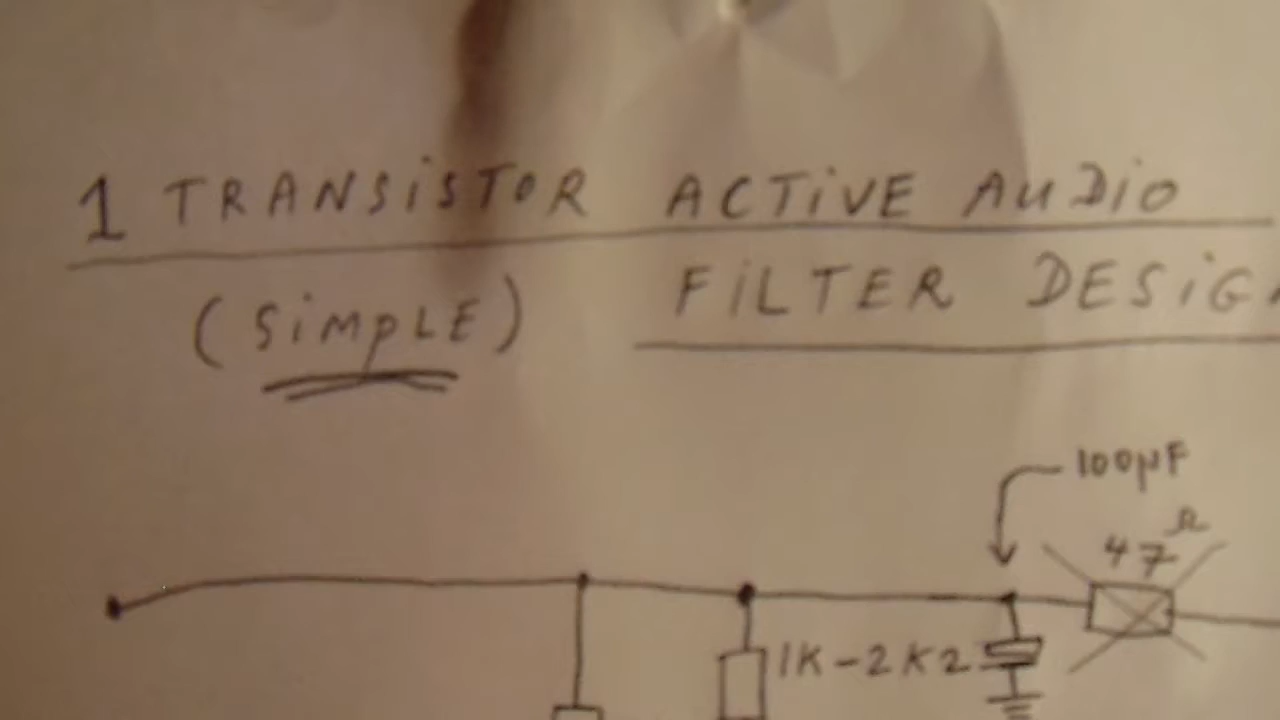 1 TRANSiSTOR ACTiVE AUDiO
(SiMPLE) FiLTER DESiG
100µF
47Ω
1K-2K2